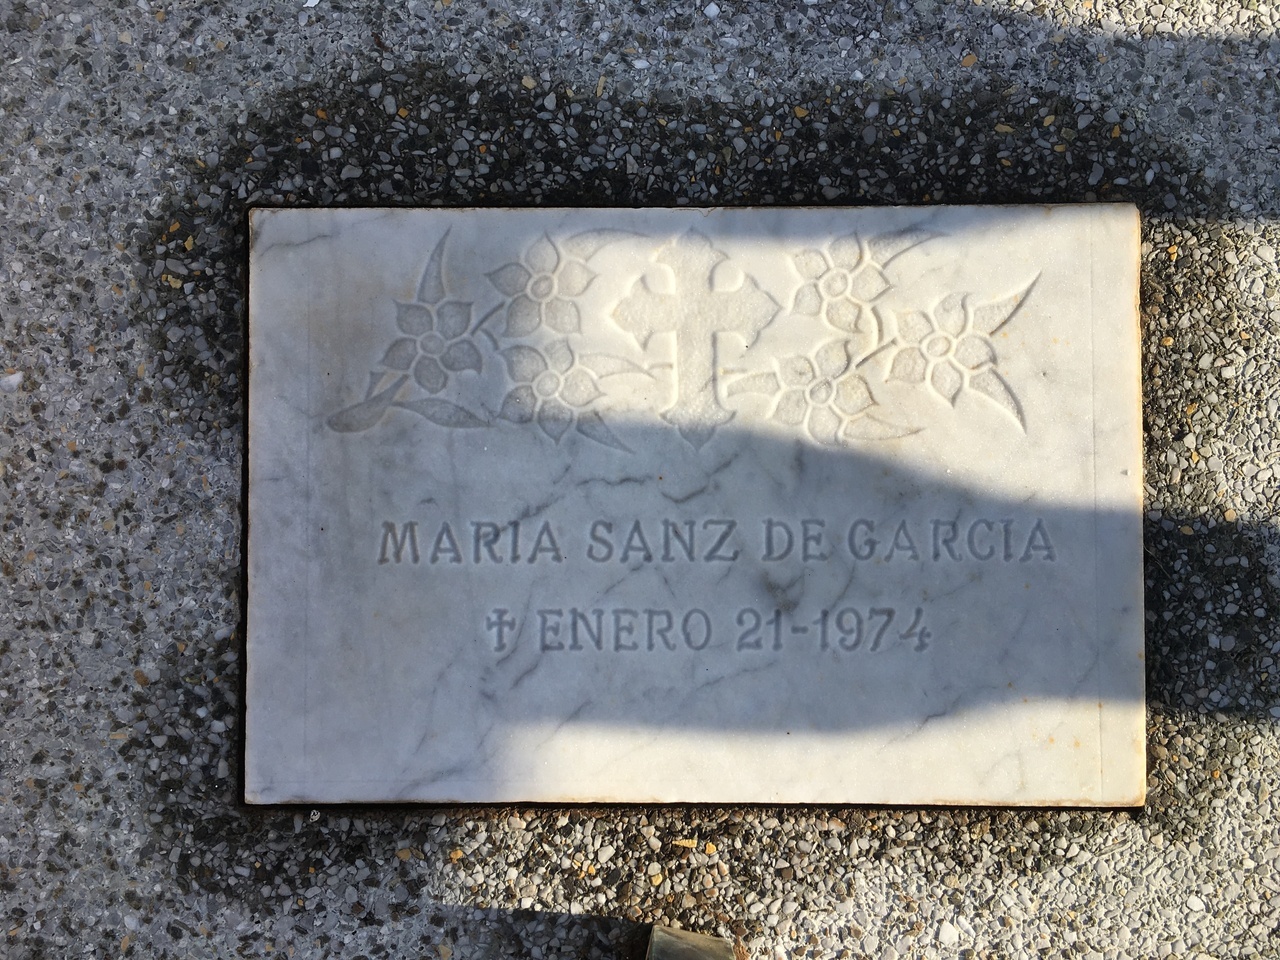 MARIA SANZ DE GARCIA
✝ ENERO 21-1974